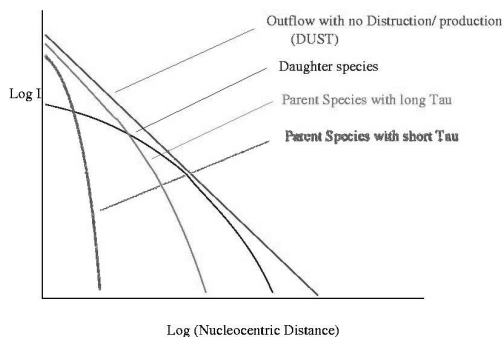 Outflow with no Distruction/ production
(DUST)
Daughter species
Log I
Parent Species with long Tau
Parent Species with short Tau
Log (Nucleocentric Distance)